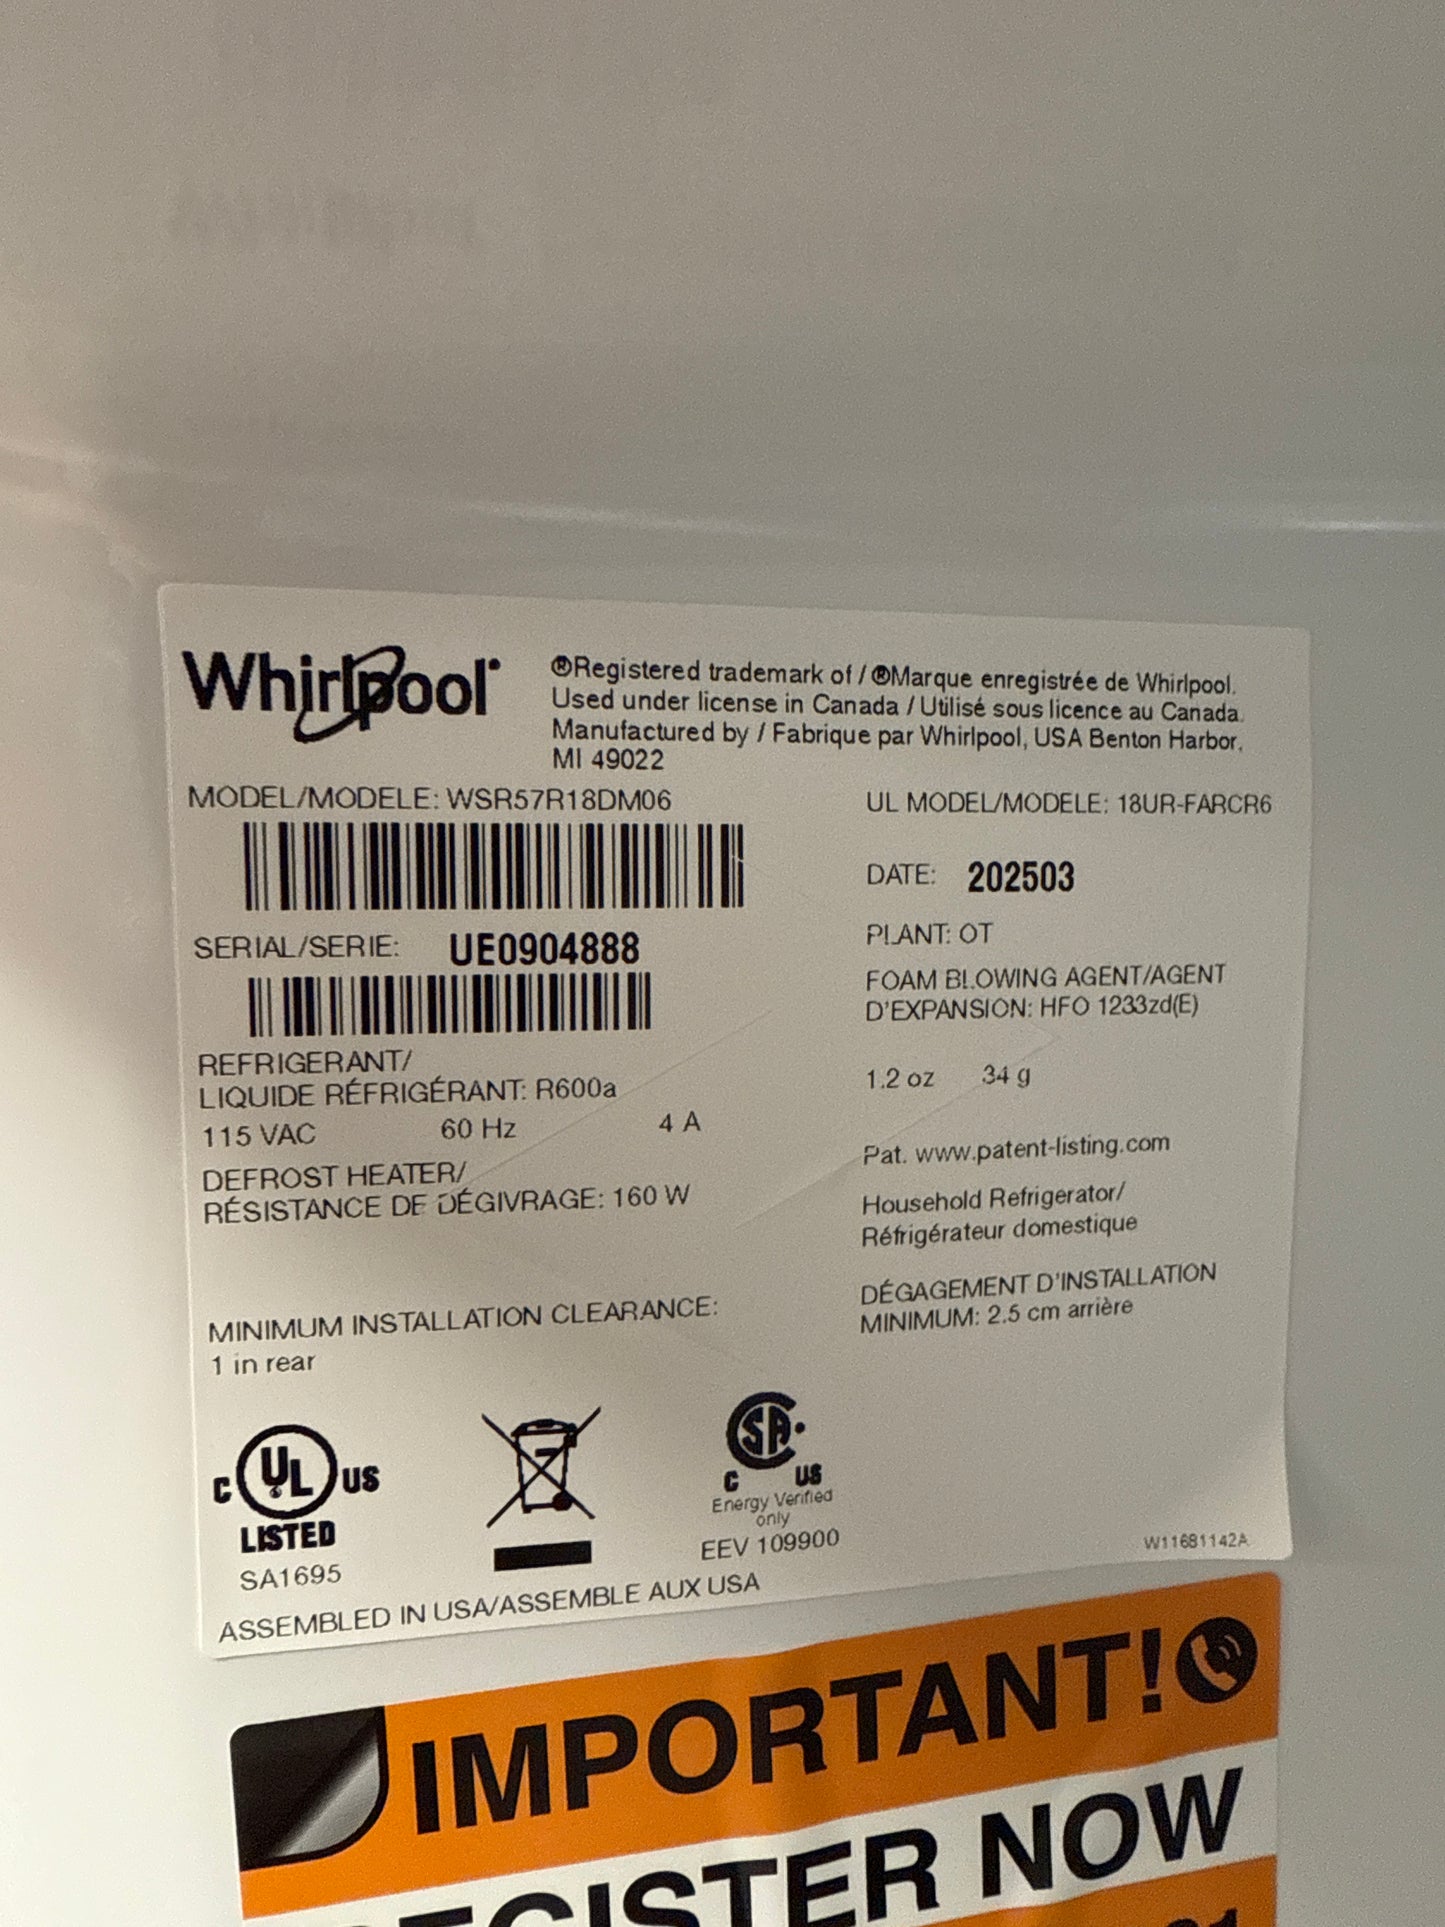 Whirlpool®
®Registered trademark of / ®Marque enregistrée de Whirlpool.
Used under license in Canada / Utilisé sous licence au Canada.
Manufactured by / Fabrique par Whirlpool, USA Benton Harbor,
MI 49022
MODEL/MODELE: WSR57R18DM06
UL MODEL/MODELE: 18UR-FARCR6
SERIAL/SERIE: UE0904888
DATE: 202503
PLANT: OT
FOAM BLOWING AGENT/AGENT
D'EXPANSION: HFO 1233zd(E)
REFRIGERANT/
LIQUIDE RÉFRIGÉRANT: R600a
1.2 oz 34 g
115 VAC 60 Hz 4 A
DEFROST HEATER/
RÉSISTANCE DE DÉGIVRAGE: 160 W
Pat. www.patent-listing.com
Household Refrigerator/
Réfrigérateur domestique
MINIMUM INSTALLATION CLEARANCE:
1 in rear
DÉGAGEMENT D'INSTALLATION
MINIMUM: 2.5 cm arrière
C UL US
LISTED
SA1695
CSA
C US
Energy Verified
only
EEV 109900
W11681142A
ASSEMBLED IN USA/ASSEMBLE AUX USA
IMPORTANT!
REGISTER NOW